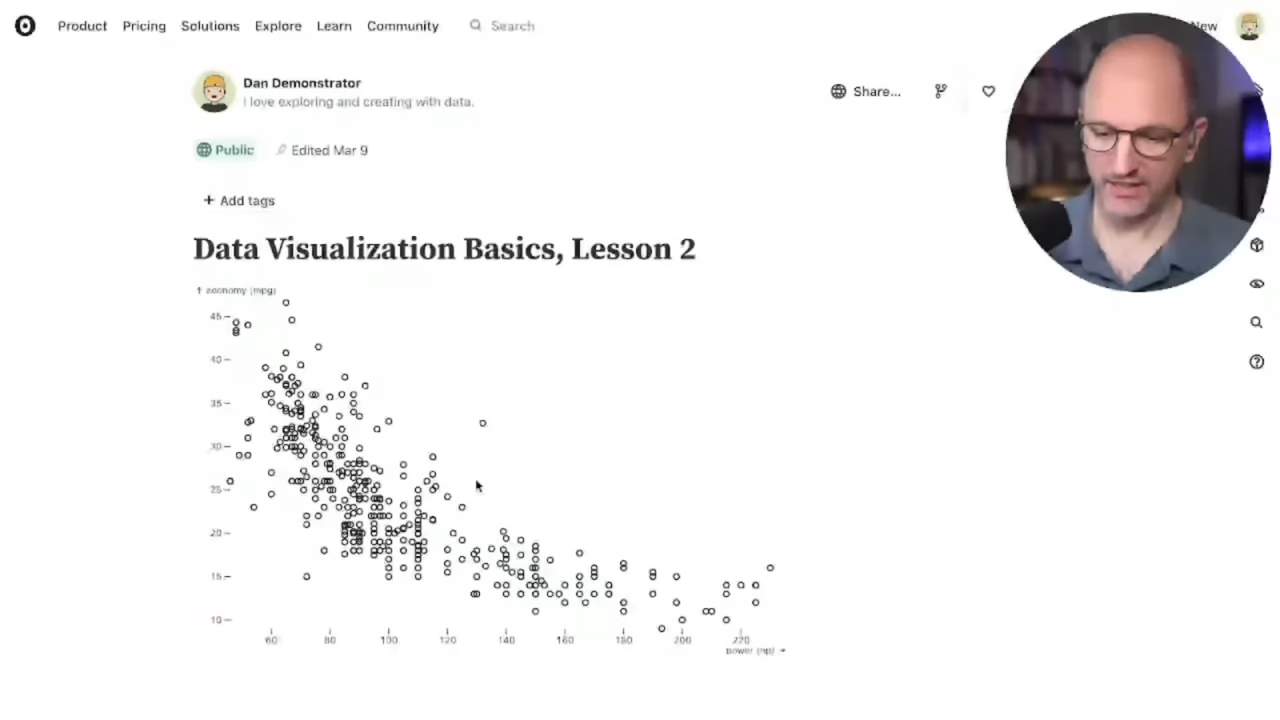 Product Pricing Solutions Explore Learn Community Search New
Dan Demonstrator
Share...
I love exploring and creating with data.
Public Edited Mar 9
+ Add tags
Data Visualization Basics, Lesson 2
↑ economy (mpg)
45
40
35
30
25
20
15
10
60 80 100 120 140 160 180 200 220
power (hp) →